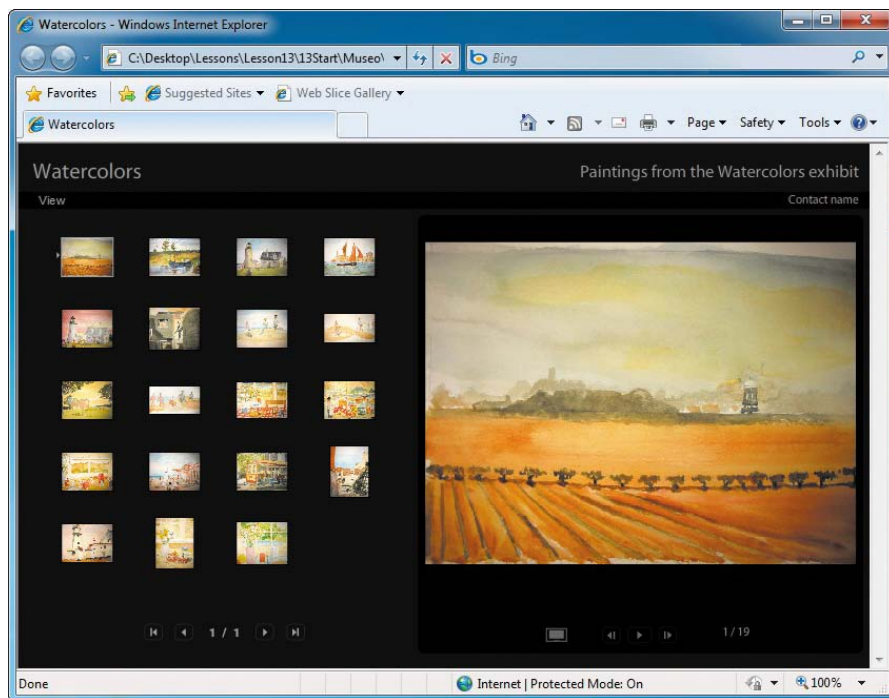 Watercolors - Windows Internet Explorer
C:\Desktop\Lessons\Lesson13\13Start\Museo\
Bing
Favorites Suggested Sites Web Slice Gallery
Watercolors
Page Safety Tools
Watercolors
Paintings from the Watercolors exhibit
View
Contact name
1 / 1
1 / 19
Done
Internet | Protected Mode: On
100%